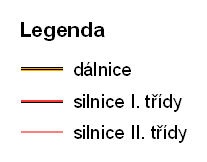 Legenda
dálnice
silnice I. třídy
silnice II. třídy